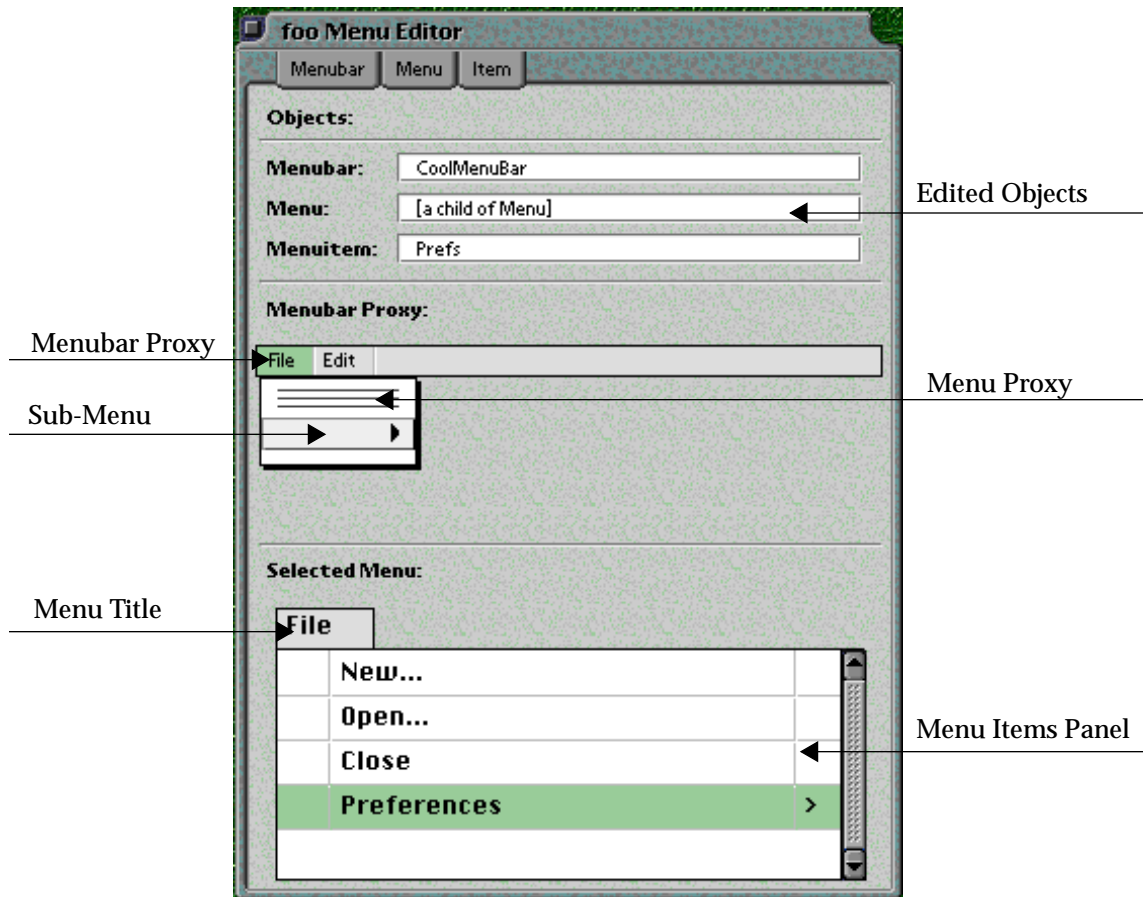 foo Menu Editor
Menubar Menu Item
Objects:
Menubar: CoolMenuBar
Edited Objects
Menu: [a child of Menu]
Menuitem: Prefs
Menubar Proxy:
Menubar Proxy
File Edit
Menu Proxy
Sub-Menu
Selected Menu:
Menu Title
File
New...
Open...
Menu Items Panel
Close
Preferences >